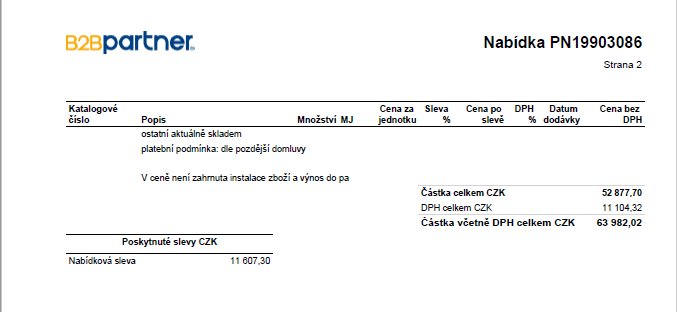 B2Bpartner
Nabídka PN19903086
Strana 2
Katalogové číslo Popis Množství MJ Cena za jednotku Sleva % Cena po slevě DPH % Datum dodávky Cena bez DPH
ostatní aktuálně skladem
platební podmínka: dle pozdější domluvy
V ceně není zahrnuta instalace zboží a výnos do pa
Částka celkem CZK 52 877,70
DPH celkem CZK 11 104,32
Částka včetně DPH celkem CZK 63 982,02
Poskytnuté slevy CZK
Nabídková sleva 11 607,30